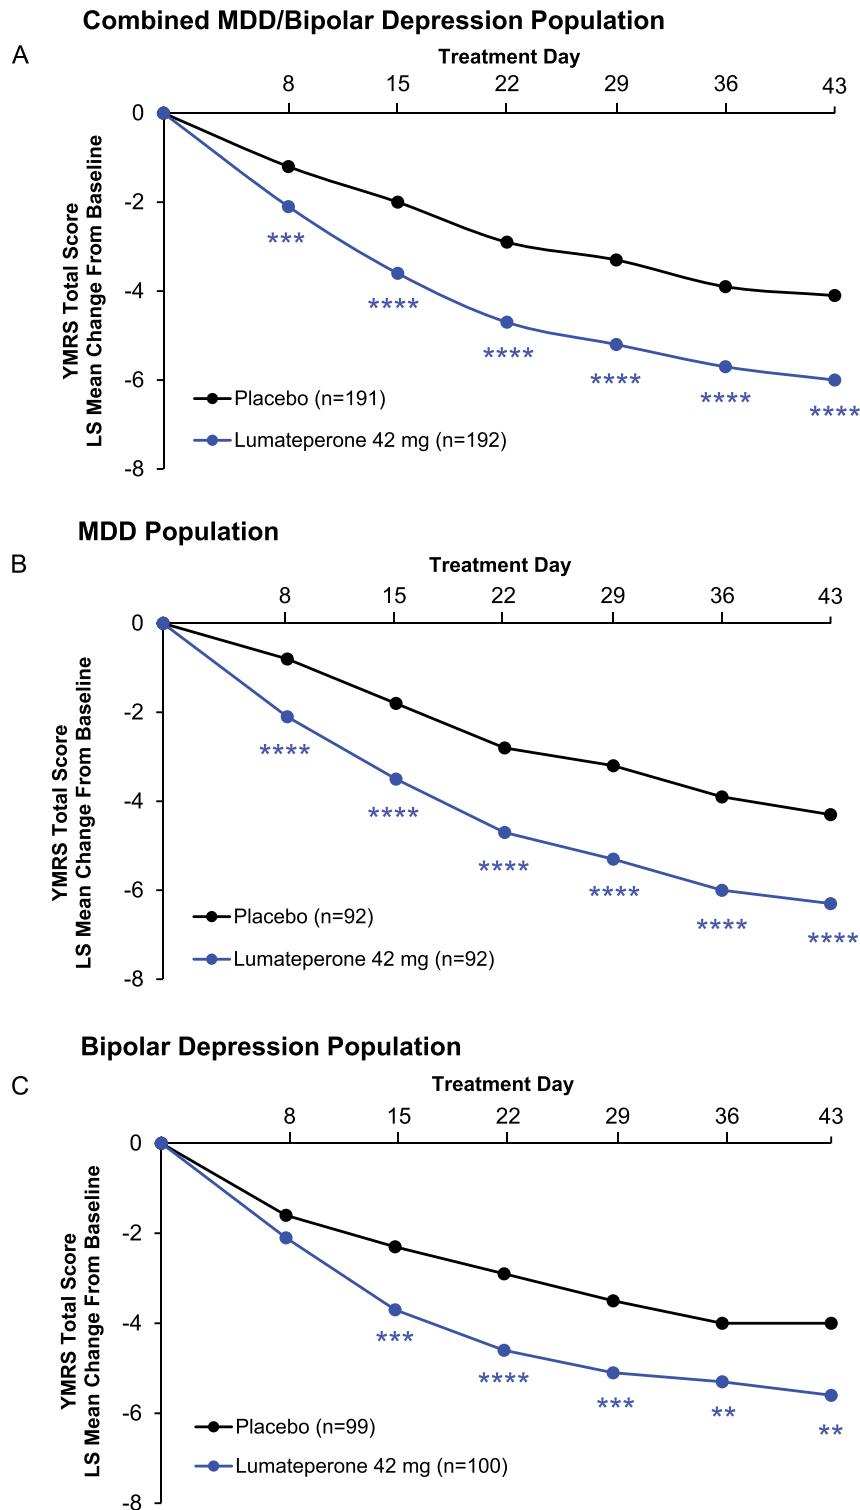 Combined MDD/Bipolar Depression Population
A
Treatment Day
8 15 22 29 36 43
0
-2
-4
-6
-8
YMRS Total Score
LS Mean Change From Baseline
***
****
****
****
****
****
Placebo (n=191)
Lumateperone 42 mg (n=192)
MDD Population
B
Treatment Day
8 15 22 29 36 43
0
-2
-4
-6
-8
YMRS Total Score
LS Mean Change From Baseline
****
****
****
****
****
****
Placebo (n=92)
Lumateperone 42 mg (n=92)
Bipolar Depression Population
C
Treatment Day
8 15 22 29 36 43
0
-2
-4
-6
-8
YMRS Total Score
LS Mean Change From Baseline
***
****
***
**
**
Placebo (n=99)
Lumateperone 42 mg (n=100)